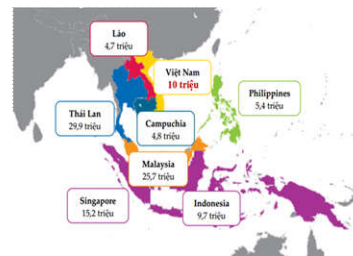 Lào
4,7 triệu
Việt Nam
10 triệu
Philippines
5,4 triệu
Thái Lan
29,9 triệu
Campuchia
4,8 triệu
Malaysia
25,7 triệu
Singapore
15,2 triệu
Indonesia
9,7 triệu